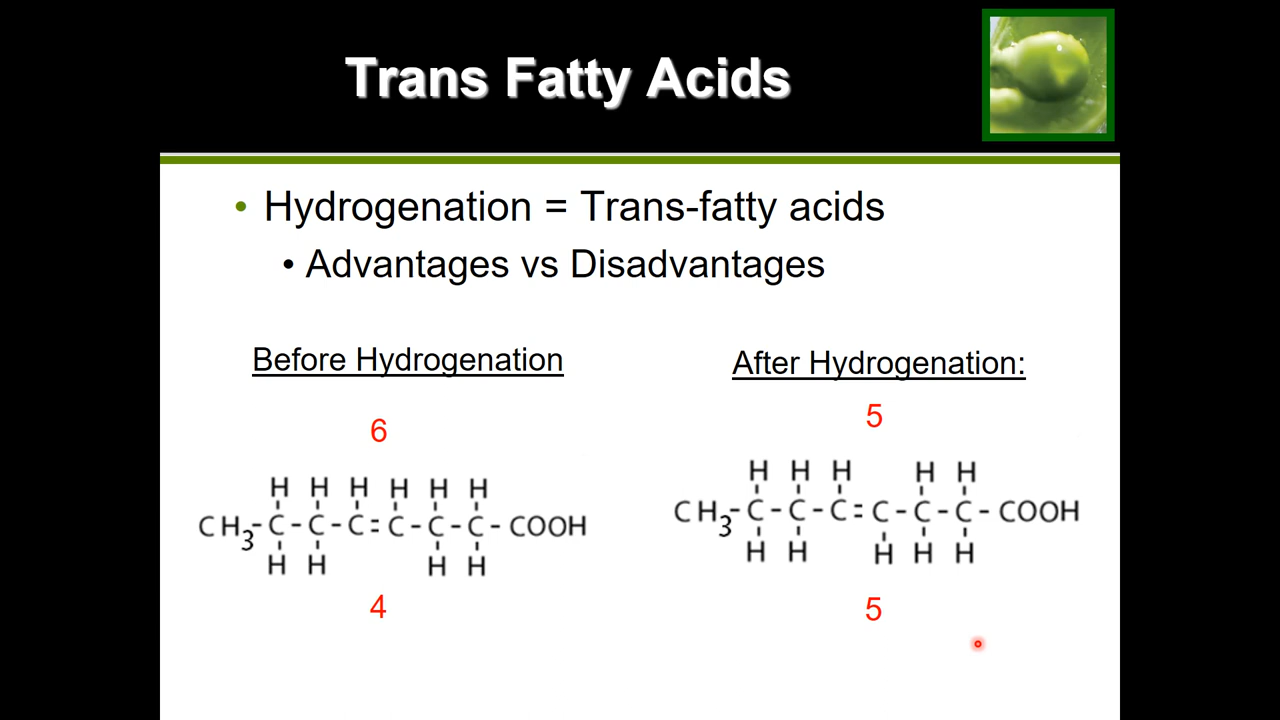 Trans Fatty Acids
• Hydrogenation = Trans-fatty acids
• Advantages vs Disadvantages
Before Hydrogenation
6
H H H H H H
CH3-C-C-C=C-C-C-COOH
H H H H
4
After Hydrogenation:
5
H H H H H
CH3-C-C-C=C-C-C-COOH
H H H H H
5